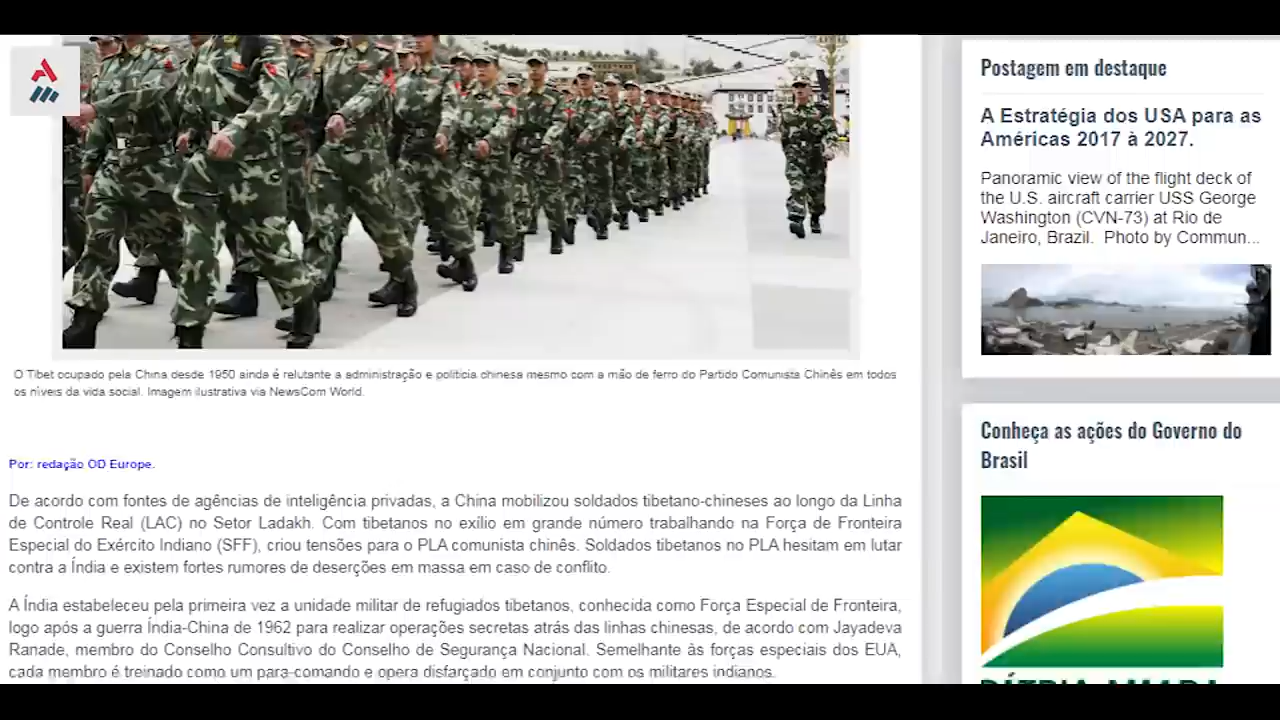 O Tibet ocupado pela China desde 1950 ainda é relutante a administração e politicia chinesa mesmo com a mão de ferro do Partido Comunista Chinês em todos
os níveis da vida social. Imagem ilustrativa via NewsCom World.
Por: redação OD Europe.
De acordo com fontes de agências de inteligência privadas, a China mobilizou soldados tibetano-chineses ao longo da Linha
de Controle Real (LAC) no Setor Ladakh. Com tibetanos no exílio em grande número trabalhando na Força de Fronteira
Especial do Exército Indiano (SFF), criou tensões para o PLA comunista chinês. Soldados tibetanos no PLA hesitam em lutar
contra a Índia e existem fortes rumores de deserções em massa em caso de conflito.
A Índia estabeleceu pela primeira vez a unidade militar de refugiados tibetanos, conhecida como Força Especial de Fronteira,
logo após a guerra Índia-China de 1962 para realizar operações secretas atrás das linhas chinesas, de acordo com Jayadeva
Ranade, membro do Conselho Consultivo do Conselho de Segurança Nacional. Semelhante às forças especiais dos EUA,
cada membro é treinado como um para-comando e opera disfarçado em conjunto com os militares indianos.
Postagem em destaque
A Estratégia dos USA para as
Américas 2017 à 2027.
Panoramic view of the flight deck of
the U.S. aircraft carrier USS George
Washington (CVN-73) at Rio de
Janeiro, Brazil. Photo by Commun...
Conheça as ações do Governo do
Brasil